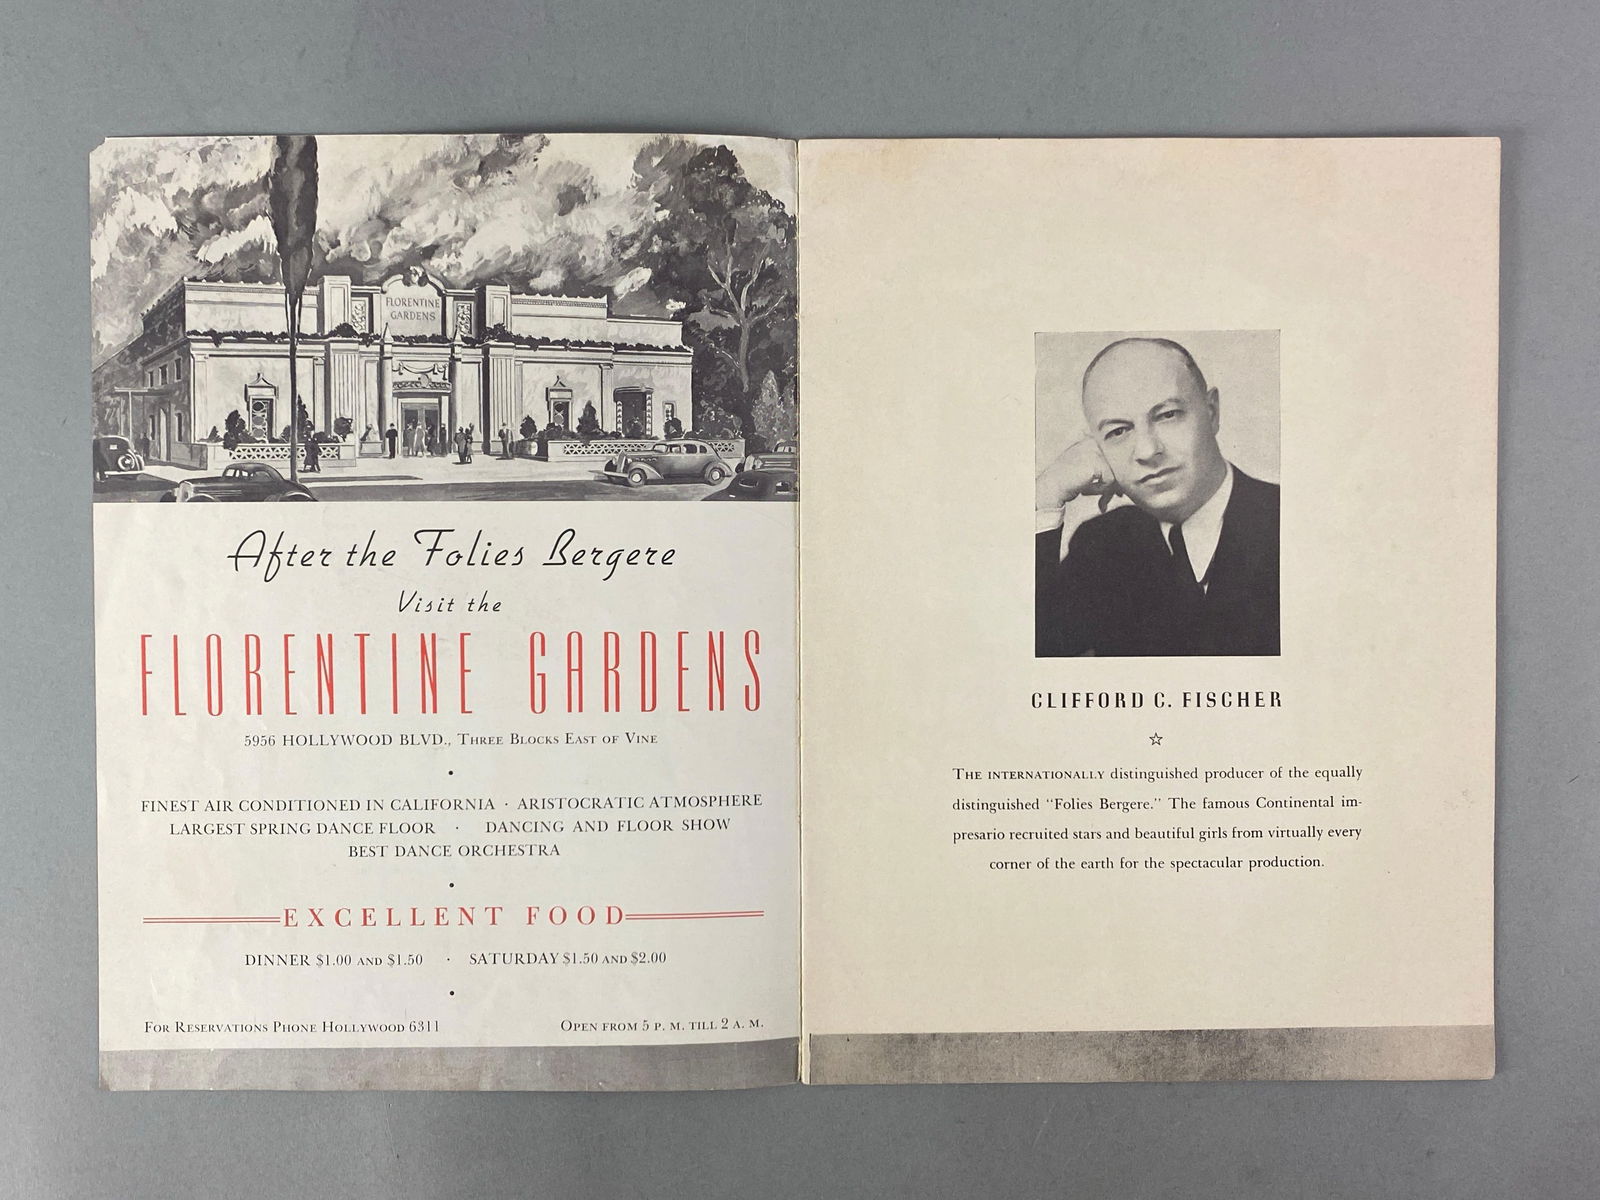 FLORENTINE
GARDENS
After the Folies Bergere
Visit the
FLORENTINE GARDENS
5956 HOLLYWOOD BLVD., THREE BLOCKS EAST OF VINE
•
FINEST AIR CONDITIONED IN CALIFORNIA · ARISTOCRATIC ATMOSPHERE
LARGEST SPRING DANCE FLOOR · DANCING AND FLOOR SHOW
BEST DANCE ORCHESTRA
•
EXCELLENT FOOD
DINNER $1.00 AND $1.50 · SATURDAY $1.50 AND $2.00
•
FOR RESERVATIONS PHONE HOLLYWOOD 6311 OPEN FROM 5 P. M. TILL 2 A. M.
CLIFFORD C. FISCHER
☆
THE INTERNATIONALLY distinguished producer of the equally
distinguished "Folies Bergere." The famous Continental im-
presario recruited stars and beautiful girls from virtually every
corner of the earth for the spectacular production.